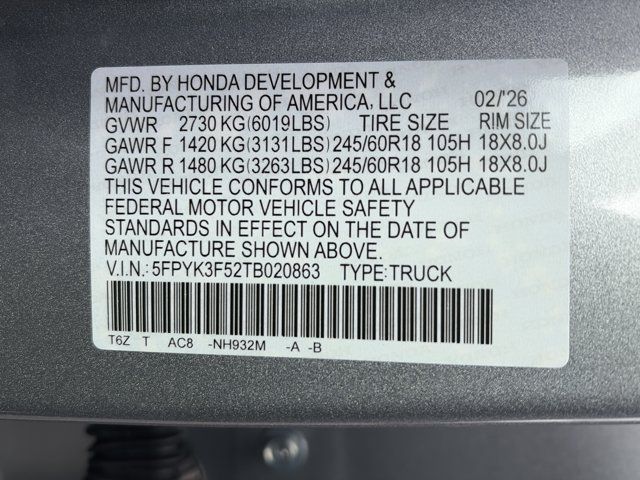 MFD. BY HONDA DEVELOPMENT &
MANUFACTURING OF AMERICA, LLC 02/'26
GVWR 2730 KG(6019LBS) TIRE SIZE RIM SIZE
GAWR F 1420 KG(3131LBS) 245/60R18 105H 18X8.0J
GAWR R 1480 KG(3263LBS) 245/60R18 105H 18X8.0J
THIS VEHICLE CONFORMS TO ALL APPLICABLE
FEDERAL MOTOR VEHICLE SAFETY
STANDARDS IN EFFECT ON THE DATE OF
MANUFACTURE SHOWN ABOVE.
V.I.N.: 5FPYK3F52TB020863 TYPE:TRUCK
T6Z T AC8 -NH932M -A -B